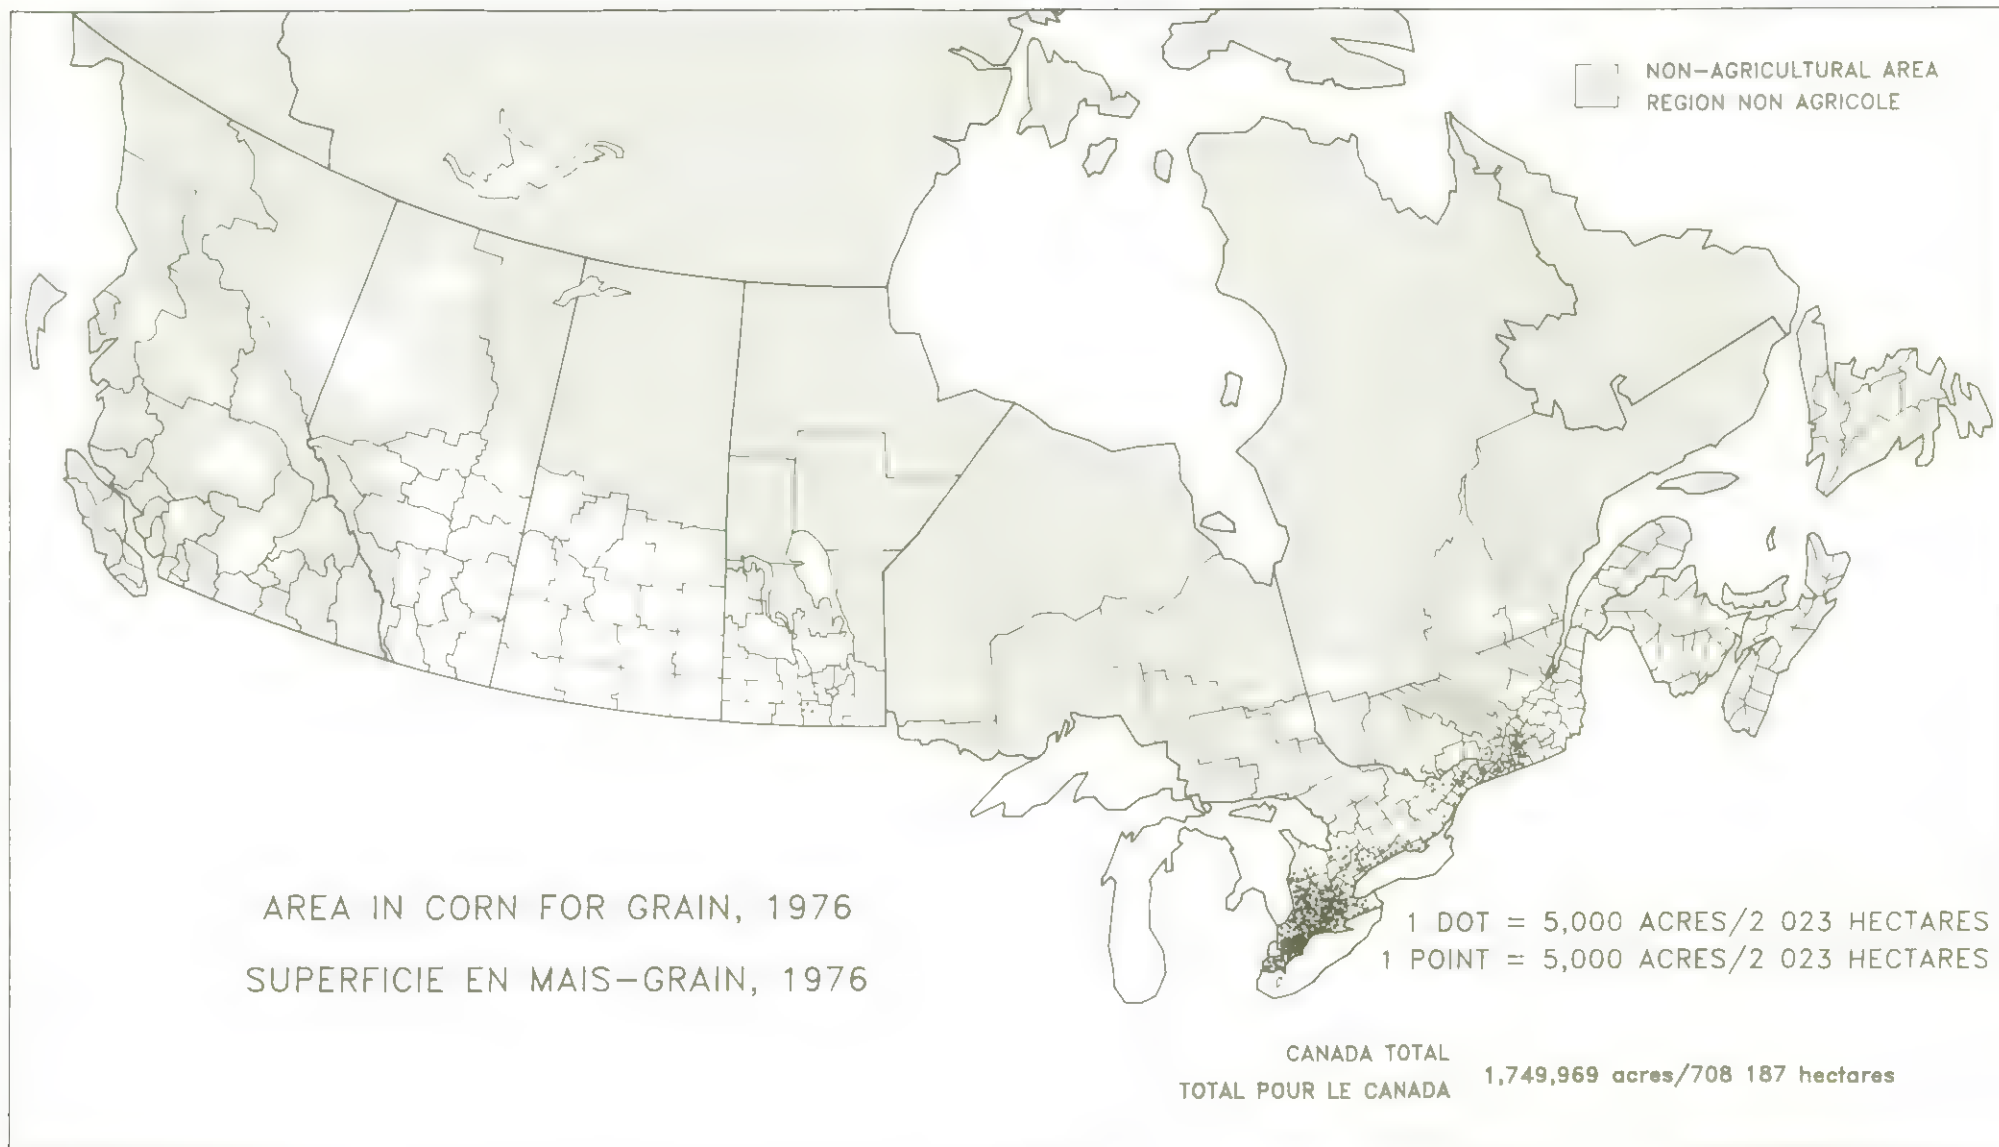 NON-AGRICULTURAL AREA
REGION NON AGRICOLE
AREA IN CORN FOR GRAIN, 1976
SUPERFICIE EN MAIS-GRAIN, 1976
1 DOT = 5,000 ACRES/2 023 HECTARES
1 POINT = 5,000 ACRES/2 023 HECTARES
CANADA TOTAL
TOTAL POUR LE CANADA
1,749,969 acres/708 187 hectares